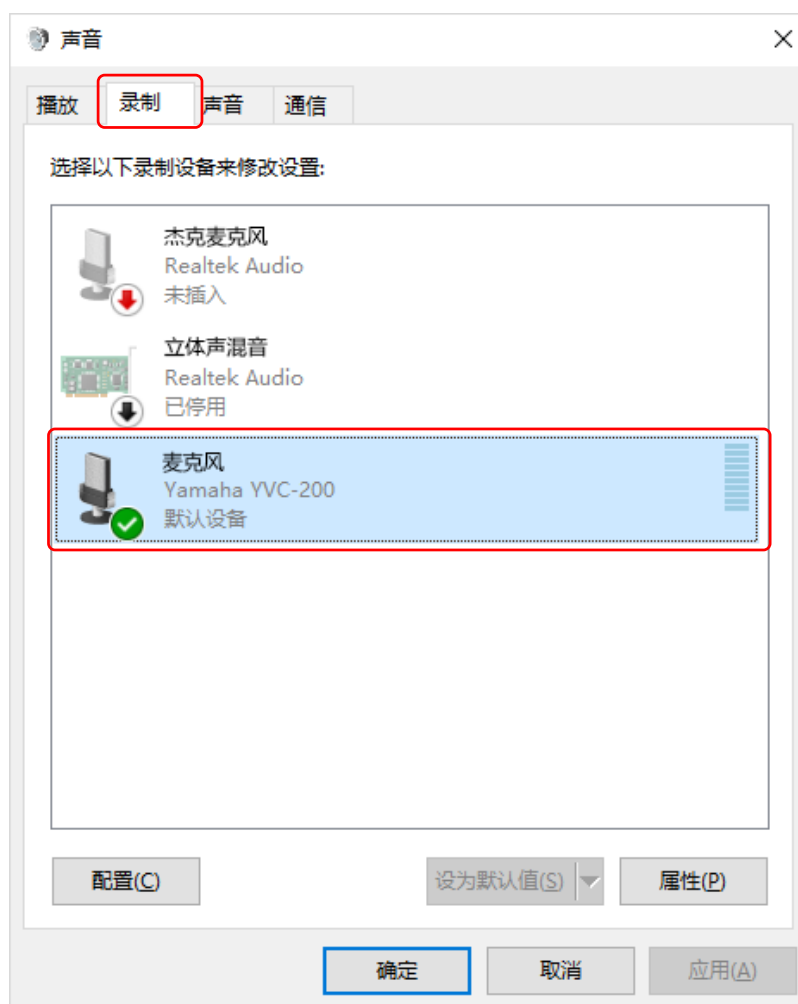 声音
播放 录制 声音 通信
选择以下录制设备来修改设置:
杰克麦克风
Realtek Audio
未插入
立体声混音
Realtek Audio
已停用
麦克风
Yamaha YVC-200
默认设备
配置(C) 设为默认值(S) 属性(P)
确定 取消 应用(A)